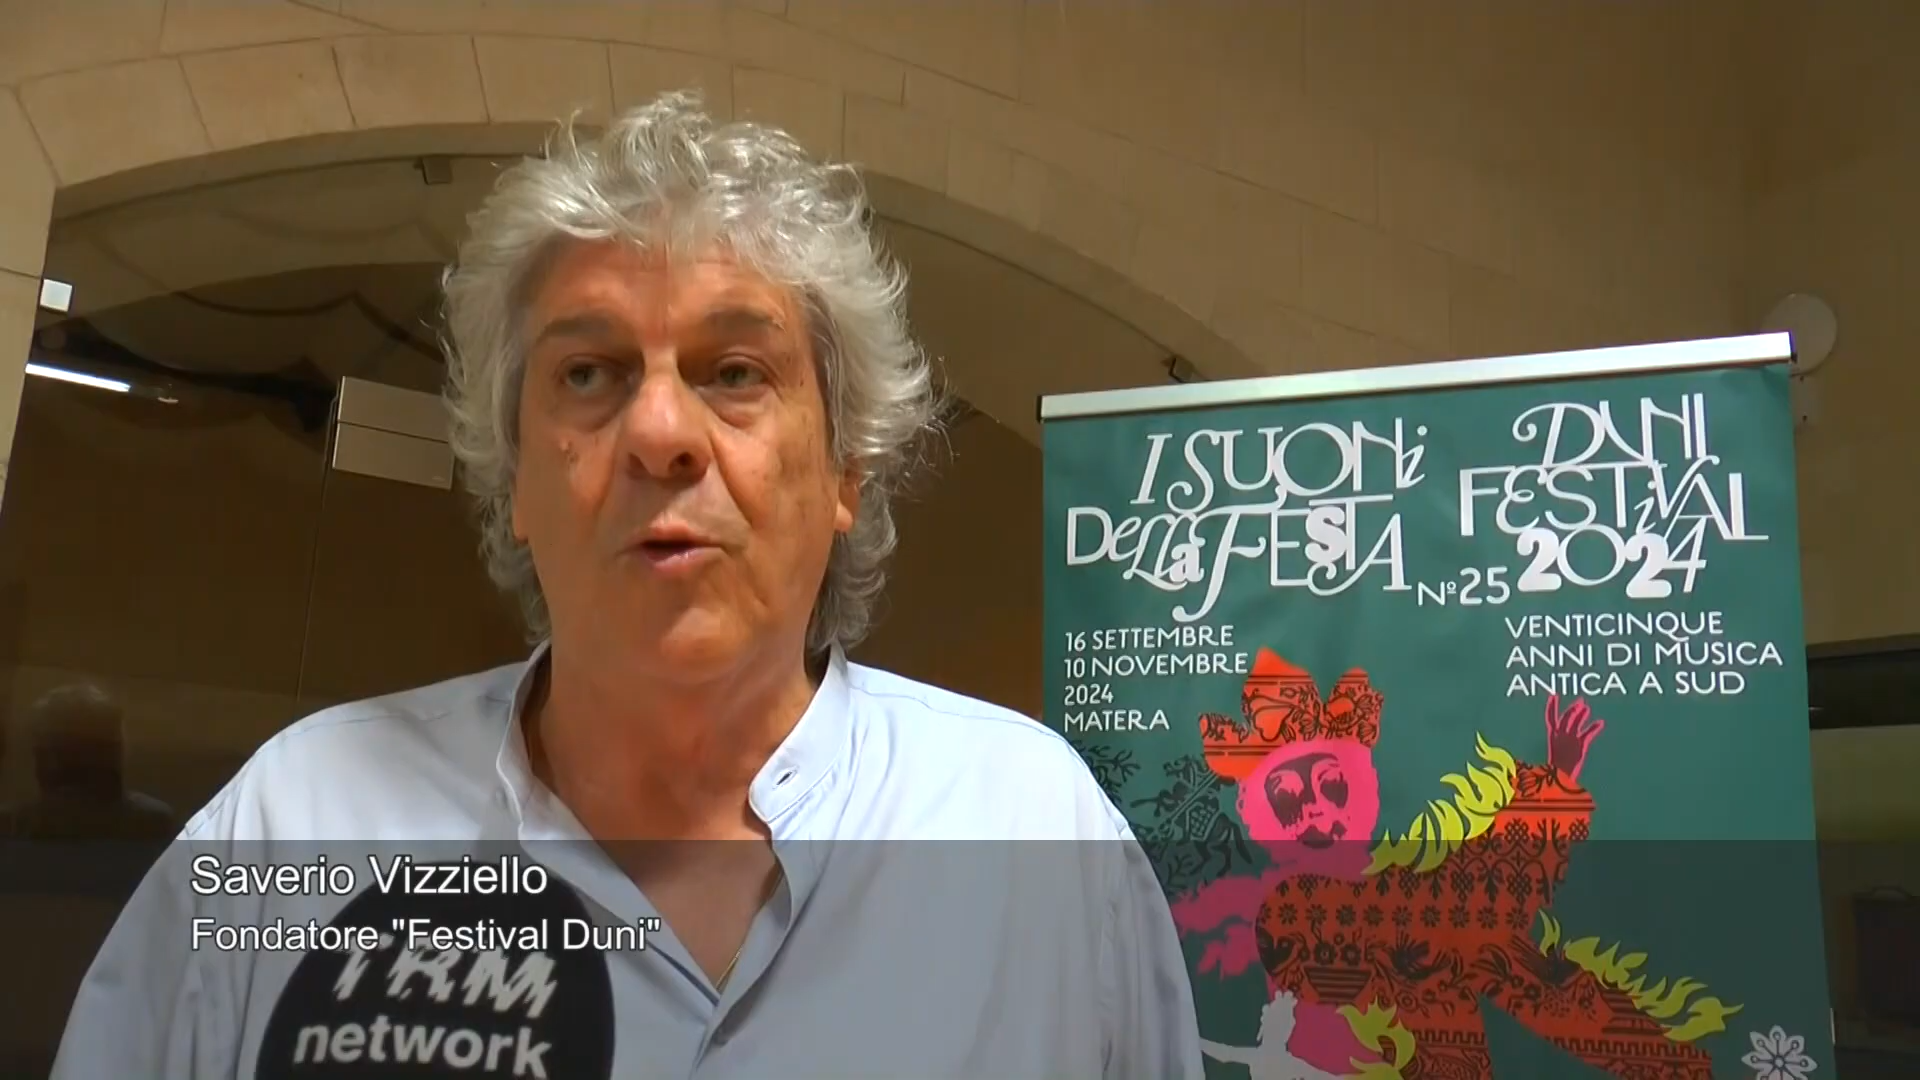 I SUONi
DELLA FESTA
Nº25
DUNI
FESTiVAL
2024
16 SETTEMBRE
10 NOVEMBRE
2024
MATERA
VENTICINQUE
ANNI DI MUSICA
ANTICA A SUD
Saverio Vizziello
Fondatore "Festival Duni"
TRM
network